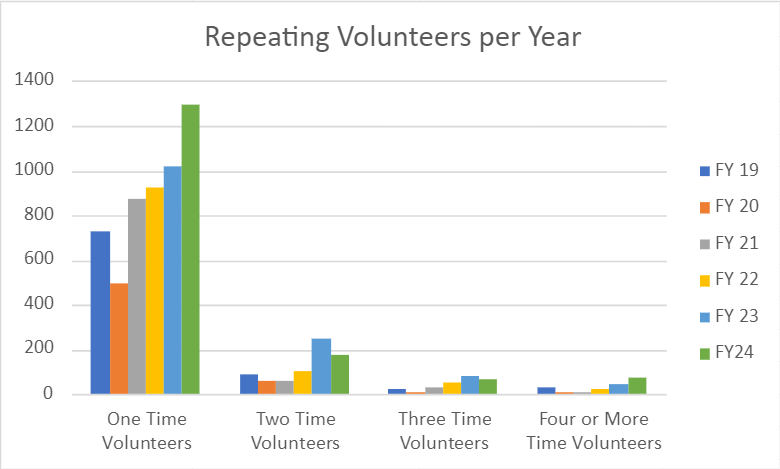 Repeating Volunteers per Year
1400
1200
1000
800
600
400
200
0
One Time
Volunteers
Two Time
Volunteers
Three Time
Volunteers
Four or More
Time Volunteers
FY 19
FY 20
FY 21
FY 22
FY 23
FY24